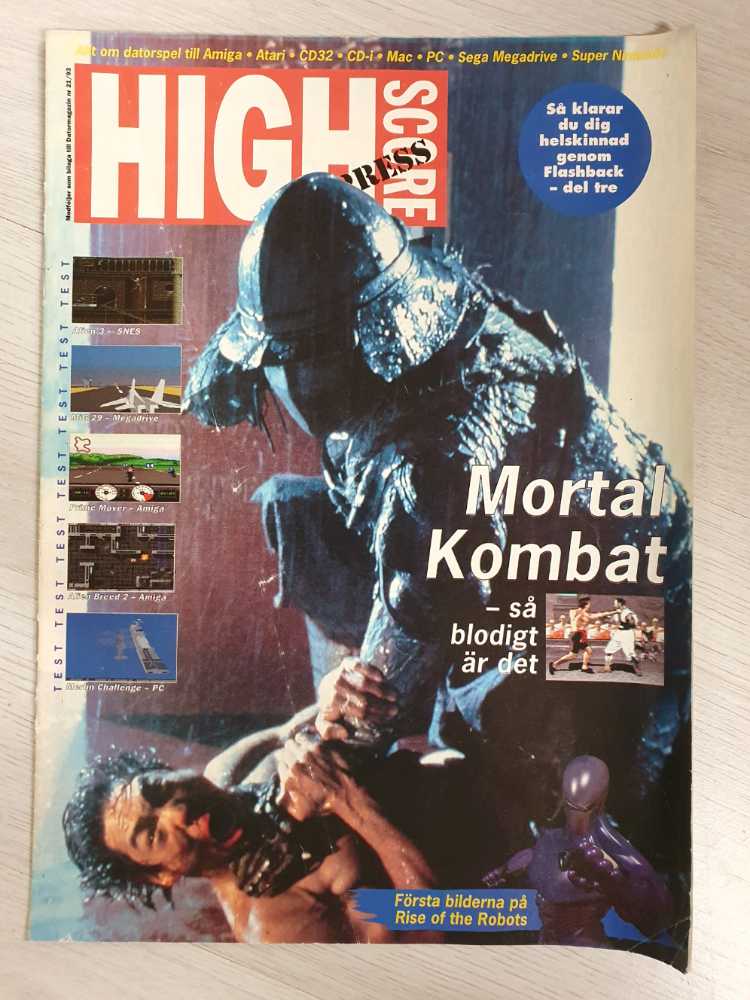 Allt om datorspel till Amiga • Atari • CD32 • CD-i • Mac • PC • Sega Megadrive • Super Nintendo
Medföljer som bilaga till Datormagazin nr 21/93
HIGH
SCORE
PRESS
Så klarar
du dig
helskinnad
genom
Flashback
– del tre
TEST TEST TEST TEST TEST TEST TEST TEST
Alien 3 – SNES
MiG 29 – Megadrive
Prime Mover – Amiga
Alien Breed 2 – Amiga
Merlin Challenge – PC
Mortal
Kombat
– så
blodigt
är det
Första bilderna på
Rise of the Robots